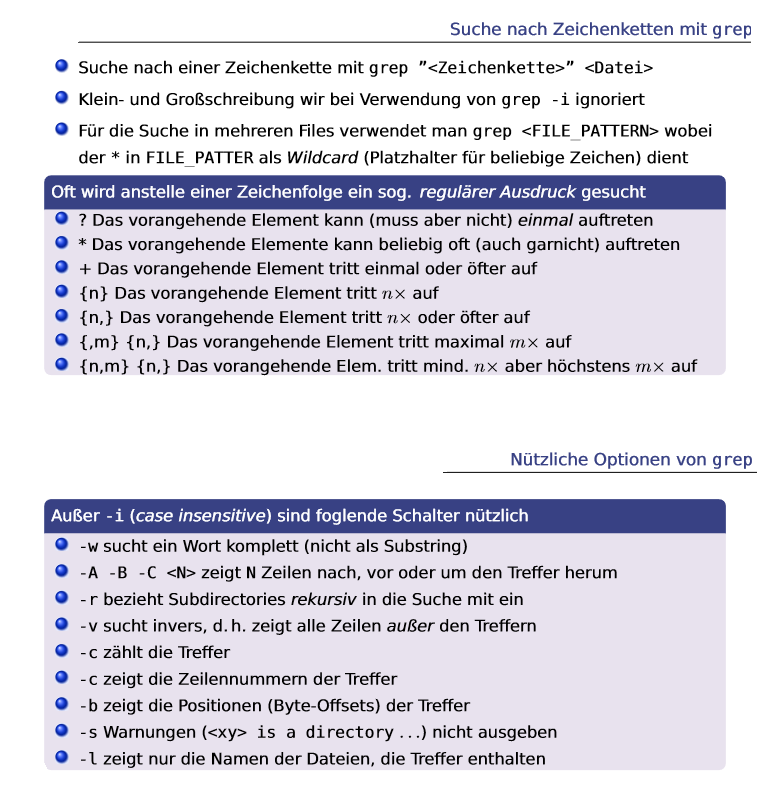 Suche nach Zeichenketten mit grep
Suche nach einer Zeichenkette mit grep ”<Zeichenkette>” <Datei>
Klein- und Großschreibung wir bei Verwendung von grep -i ignoriert
Für die Suche in mehreren Files verwendet man grep <FILE_PATTERN> wobei
der * in FILE_PATTER als Wildcard (Platzhalter für beliebige Zeichen) dient
Oft wird anstelle einer Zeichenfolge ein sog. regulärer Ausdruck gesucht
? Das vorangehende Element kann (muss aber nicht) einmal auftreten
* Das vorangehende Elemente kann beliebig oft (auch garnicht) auftreten
+ Das vorangehende Element tritt einmal oder öfter auf
{n} Das vorangehende Element tritt n× auf
{n,} Das vorangehende Element tritt n× oder öfter auf
{,m} {n,} Das vorangehende Element tritt maximal m× auf
{n,m} {n,} Das vorangehende Elem. tritt mind. n× aber höchstens m× auf
Nützliche Optionen von grep
Außer -i (case insensitive) sind foglende Schalter nützlich
-w sucht ein Wort komplett (nicht als Substring)
-A -B -C <N> zeigt N Zeilen nach, vor oder um den Treffer herum
-r bezieht Subdirectories rekursiv in die Suche mit ein
-v sucht invers, d. h. zeigt alle Zeilen außer den Treffern
-c zählt die Treffer
-c zeigt die Zeilennummern der Treffer
-b zeigt die Positionen (Byte-Offsets) der Treffer
-s Warnungen (<xy> is a directory ...) nicht ausgeben
-l zeigt nur die Namen der Dateien, die Treffer enthalten